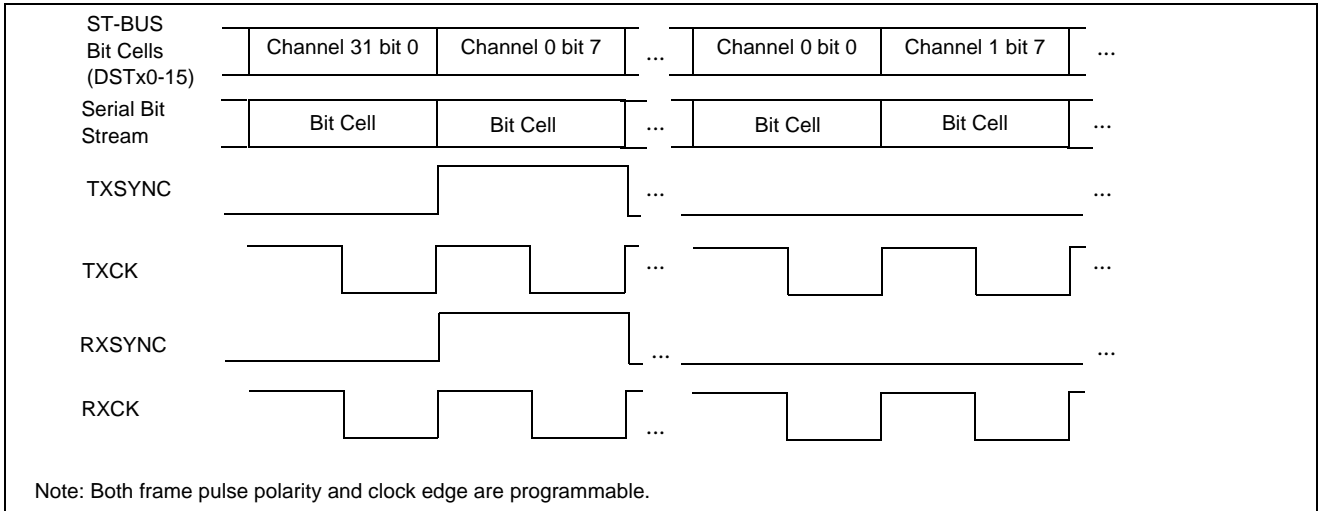 ST-BUS
Bit Cells
(DSTx0-15)
Channel 31 bit 0 Channel 0 bit 7 ... Channel 0 bit 0 Channel 1 bit 7 ...
Serial Bit
Stream
Bit Cell Bit Cell ... Bit Cell Bit Cell ...
TXSYNC ... ...
TXCK ... ...
RXSYNC ... ...
RXCK ...
Note: Both frame pulse polarity and clock edge are programmable.